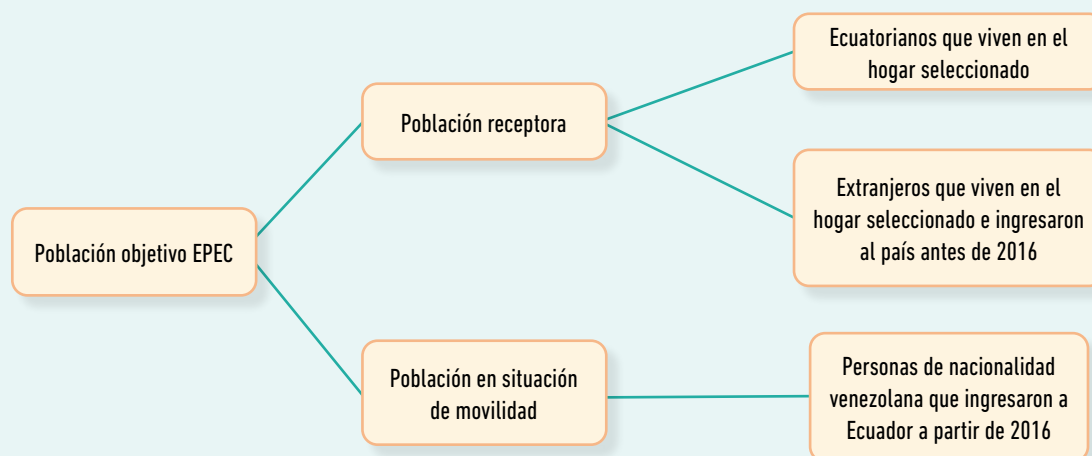 Población objetivo EPEC
Población receptora
Ecuatorianos que viven en el
hogar seleccionado
Extranjeros que viven en el
hogar seleccionado e ingresaron
al país antes de 2016
Población en situación
de movilidad
Personas de nacionalidad
venezolana que ingresaron a
Ecuador a partir de 2016